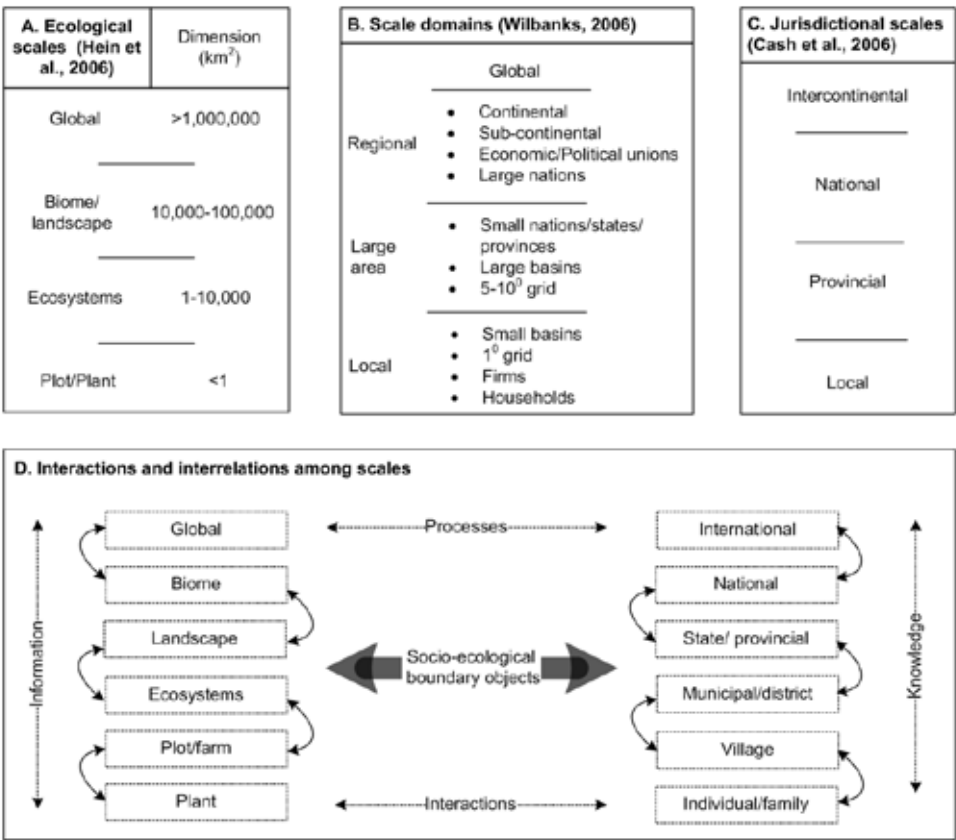 A. Ecological
scales (Hein et
al., 2006)
Dimension
(km²)
Global
>1,000,000
Biome/
landscape
10,000-100,000
Ecosystems
1-10,000
Plot/Plant
<1
B. Scale domains (Wilbanks, 2006)
Global
Regional
• Continental
• Sub-continental
• Economic/Political unions
• Large nations
Large
area
• Small nations/states/
provinces
• Large basins
• 5-10⁰ grid
Local
• Small basins
• 1⁰ grid
• Firms
• Households
C. Jurisdictional scales
(Cash et al., 2006)
Intercontinental
National
Provincial
Local
D. Interactions and interrelations among scales
Information
Global
Biome
Landscape
Ecosystems
Plot/farm
Plant
Processes
Socio-ecological
boundary objects
Interactions
International
National
State/ provincial
Municipal/district
Village
Individual/family
Knowledge